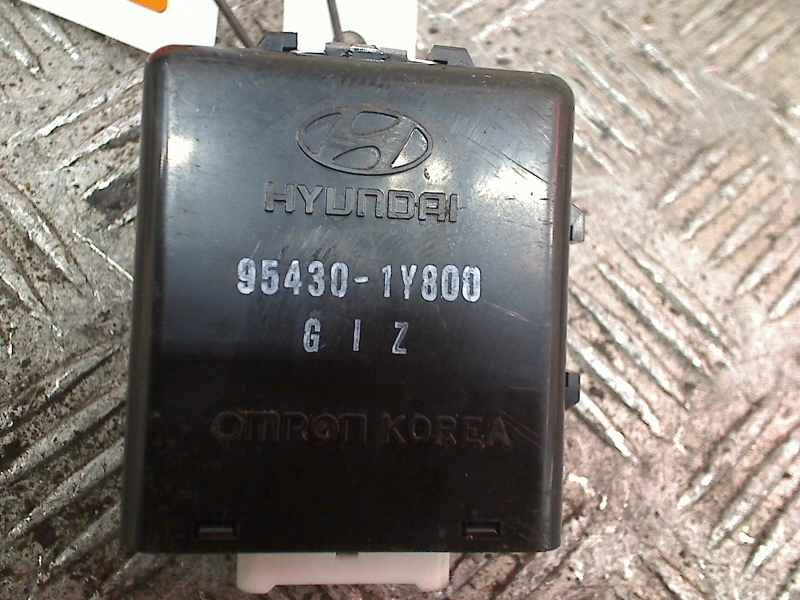 HYUNDAI
95430-1Y800
G I Z
OMRON KOREA